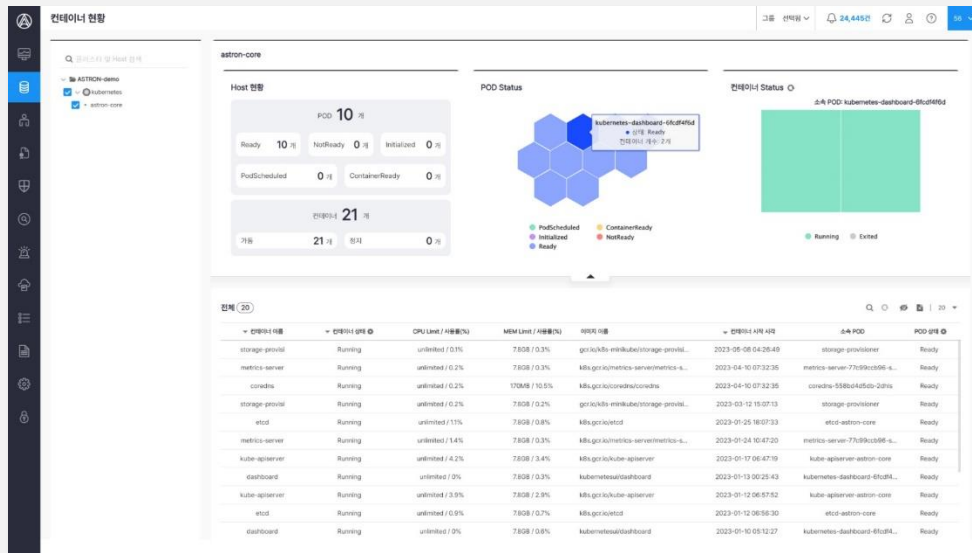 컨테이너 현황
그룹 선택됨
24,445건
56
클러스터 및 Host 검색
ASTRON-demo
kubernetes
astron-core
astron-core
Host 현황
POD 10 개
Ready 10 개 NotReady 0 개 Initialized 0 개
PodScheduled 0 개 ContainerReady 0 개
컨테이너 21 개
가동 21 개 정지 0 개
POD Status
kubernetes-dashboard-6fcdf4f6d
상태: Ready
컨테이너 개수: 2개
PodScheduled ContainerReady
Initialized NotReady
Ready
컨테이너 Status
소속 POD: kubernetes-dashboard-6fcdf4f6d
Running Exited
전체 20
20
컨테이너 이름 컨테이너 상태 CPU Limit / 사용률(%) MEM Limit / 사용률(%) 이미지 이름 컨테이너 시작 시각 소속 POD POD 상태
storage-provisi Running unlimited / 0.1% 7.8GB / 0.3% gcr.io/k8s-minikube/storage-provisi... 2023-05-08 04:26:49 storage-provisioner Ready
metrics-server Running unlimited / 0.2% 7.8GB / 0.3% k8s.gcr.io/metrics-server/metrics-s... 2023-04-10 07:32:35 metrics-server-77c99ccb96-s... Ready
coredns Running unlimited / 0.2% 170MB / 10.5% k8s.gcr.io/coredns/coredns 2023-04-10 07:32:35 coredns-558bd4d5db-2dhis Ready
storage-provisi Running unlimited / 0.2% 7.8GB / 0.2% gcr.io/k8s-minikube/storage-provisi... 2023-03-12 15:07:13 storage-provisioner Ready
etcd Running unlimited / 1.1% 7.8GB / 0.8% k8s.gcr.io/etcd 2023-01-25 18:07:33 etcd-astron-core Ready
metrics-server Running unlimited / 1.4% 7.8GB / 0.3% k8s.gcr.io/metrics-server/metrics-s... 2023-01-24 10:47:20 metrics-server-77c99ccb96-s... Ready
kube-apiserver Running unlimited / 4.2% 7.8GB / 3.4% k8s.gcr.io/kube-apiserver 2023-01-17 06:47:19 kube-apiserver-astron-core Ready
dashboard Running unlimited / 0% 7.8GB / 0.3% kubernetesui/dashboard 2023-01-13 00:25:43 kubernetes-dashboard-6fcdf4... Ready
kube-apiserver Running unlimited / 3.9% 7.8GB / 2.9% k8s.gcr.io/kube-apiserver 2023-01-12 06:57:52 kube-apiserver-astron-core Ready
etcd Running unlimited / 0.9% 7.8GB / 0.7% k8s.gcr.io/etcd 2023-01-12 06:56:30 etcd-astron-core Ready
dashboard Running unlimited / 0% 7.8GB / 0.6% kubernetesui/dashboard 2023-01-10 05:12:27 kubernetes-dashboard-6fcdf4... Ready